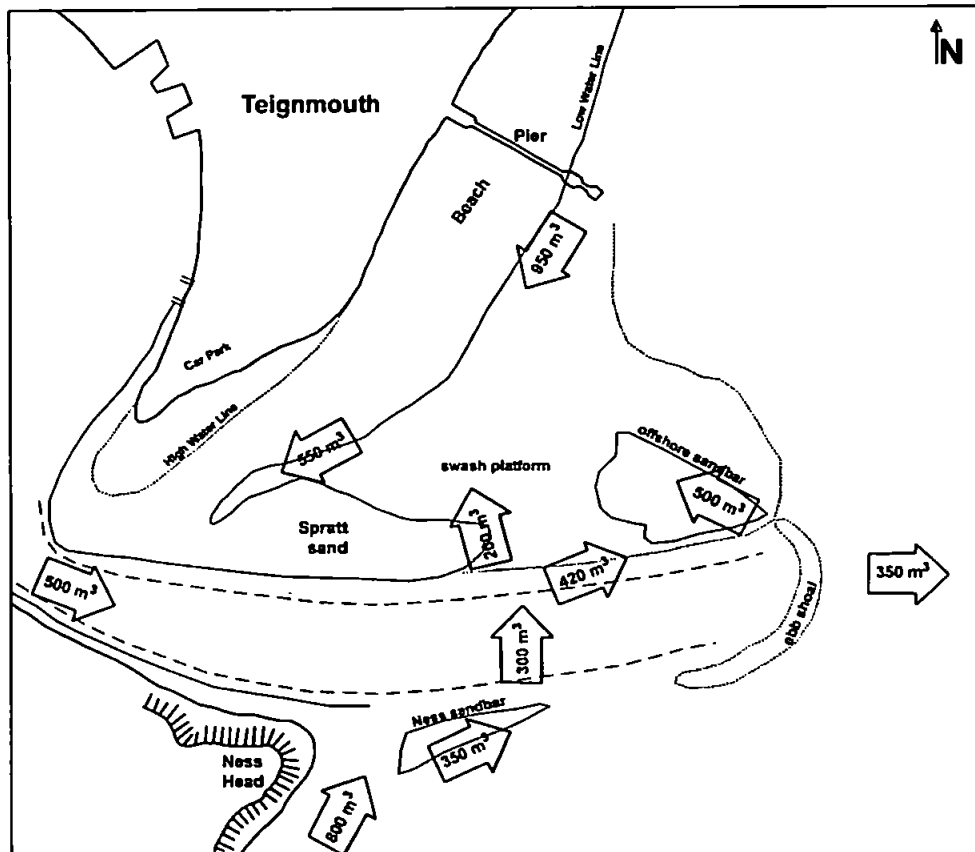 N
Teignmouth
Low Water Line
Pier
Beach
950 m³
Car Park
High Water Line
550 m³
swash platform
offshore sandbar
500 m³
Spratt
sand
200 m³
420 m³
500 m³
350 m³
ebb shoal
300 m³
Ness sandbar
350 m³
Ness
Head
800 m³